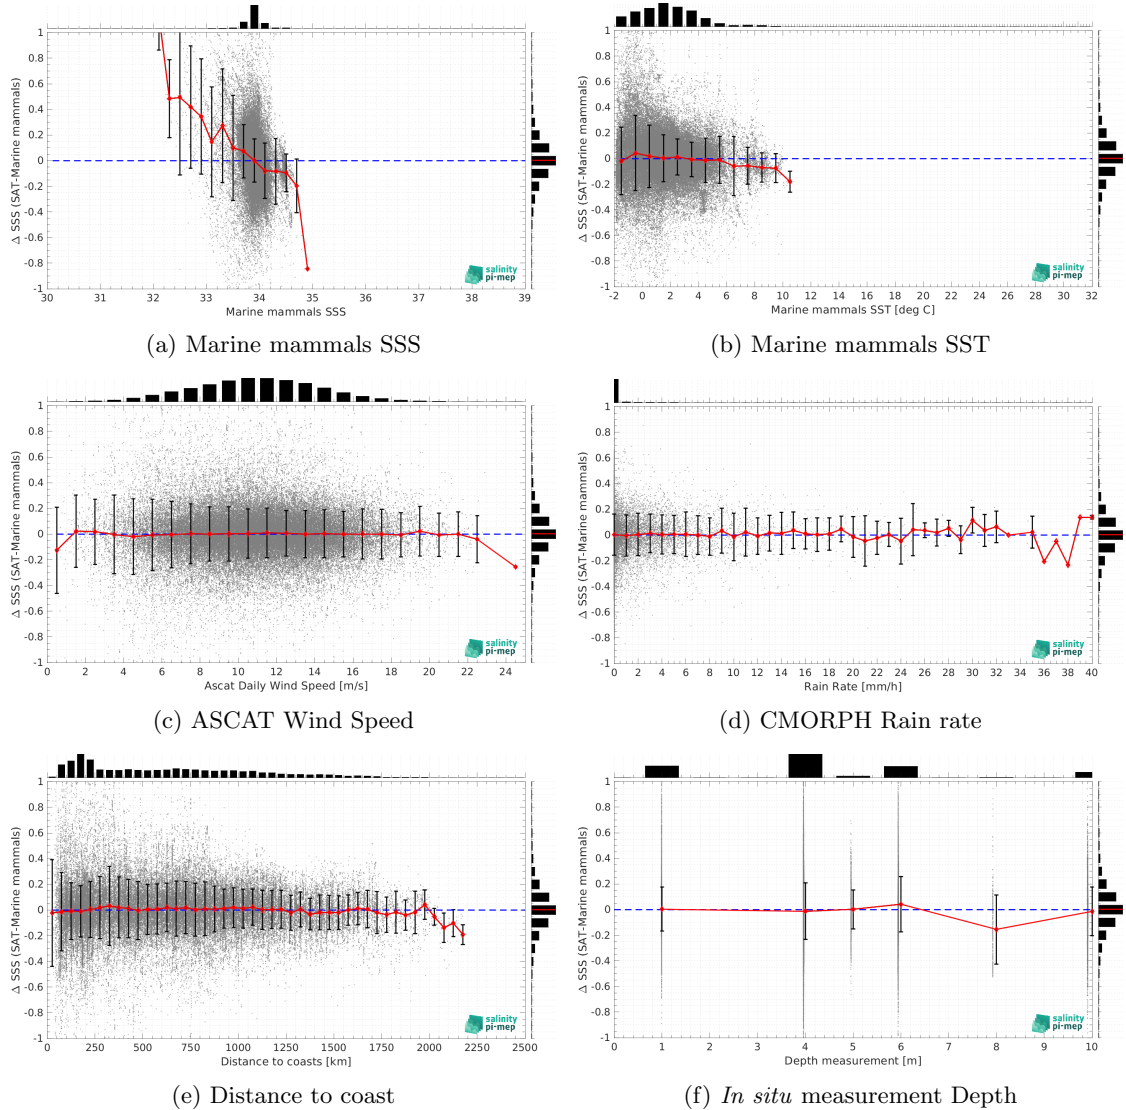 1
0.8
0.6
0.4
0.2
0
-0.2
-0.4
-0.6
-0.8
-1
Δ SSS (SAT-Marine mammals)
salinity
pi-mep
30 31 32 33 34 35 36 37 38 39
Marine mammals SSS
(a) Marine mammals SSS
1
0.8
0.6
0.4
0.2
0
-0.2
-0.4
-0.6
-0.8
-1
Δ SSS (SAT-Marine mammals)
salinity
pi-mep
-2 0 2 4 6 8 10 12 14 16 18 20 22 24 26 28 30 32
Marine mammals SST [deg C]
(b) Marine mammals SST
1
0.8
0.6
0.4
0.2
0
-0.2
-0.4
-0.6
-0.8
-1
Δ SSS (SAT-Marine mammals)
salinity
pi-mep
0 2 4 6 8 10 12 14 16 18 20 22 24
Ascat Daily Wind Speed [m/s]
(c) ASCAT Wind Speed
1
0.8
0.6
0.4
0.2
0
-0.2
-0.4
-0.6
-0.8
-1
Δ SSS (SAT-Marine mammals)
salinity
pi-mep
0 2 4 6 8 10 12 14 16 18 20 22 24 26 28 30 32 34 36 38 40
Rain Rate [mm/h]
(d) CMORPH Rain rate
1
0.8
0.6
0.4
0.2
0
-0.2
-0.4
-0.6
-0.8
-1
Δ SSS (SAT-Marine mammals)
salinity
pi-mep
0 250 500 750 1000 1250 1500 1750 2000 2250 2500
Distance to coasts [km]
(e) Distance to coast
1
0.8
0.6
0.4
0.2
0
-0.2
-0.4
-0.6
-0.8
-1
Δ SSS (SAT-Marine mammals)
salinity
pi-mep
0 1 2 3 4 5 6 7 8 9 10
Depth measurement [m]
(f) In situ measurement Depth